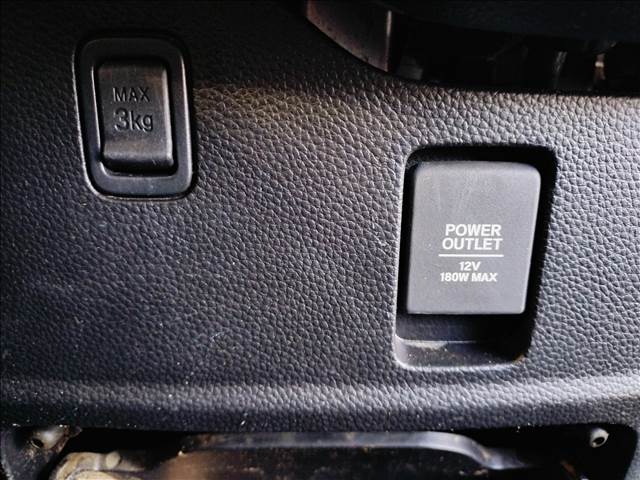 MAX
3kg
POWER
OUTLET
12V
180W MAX